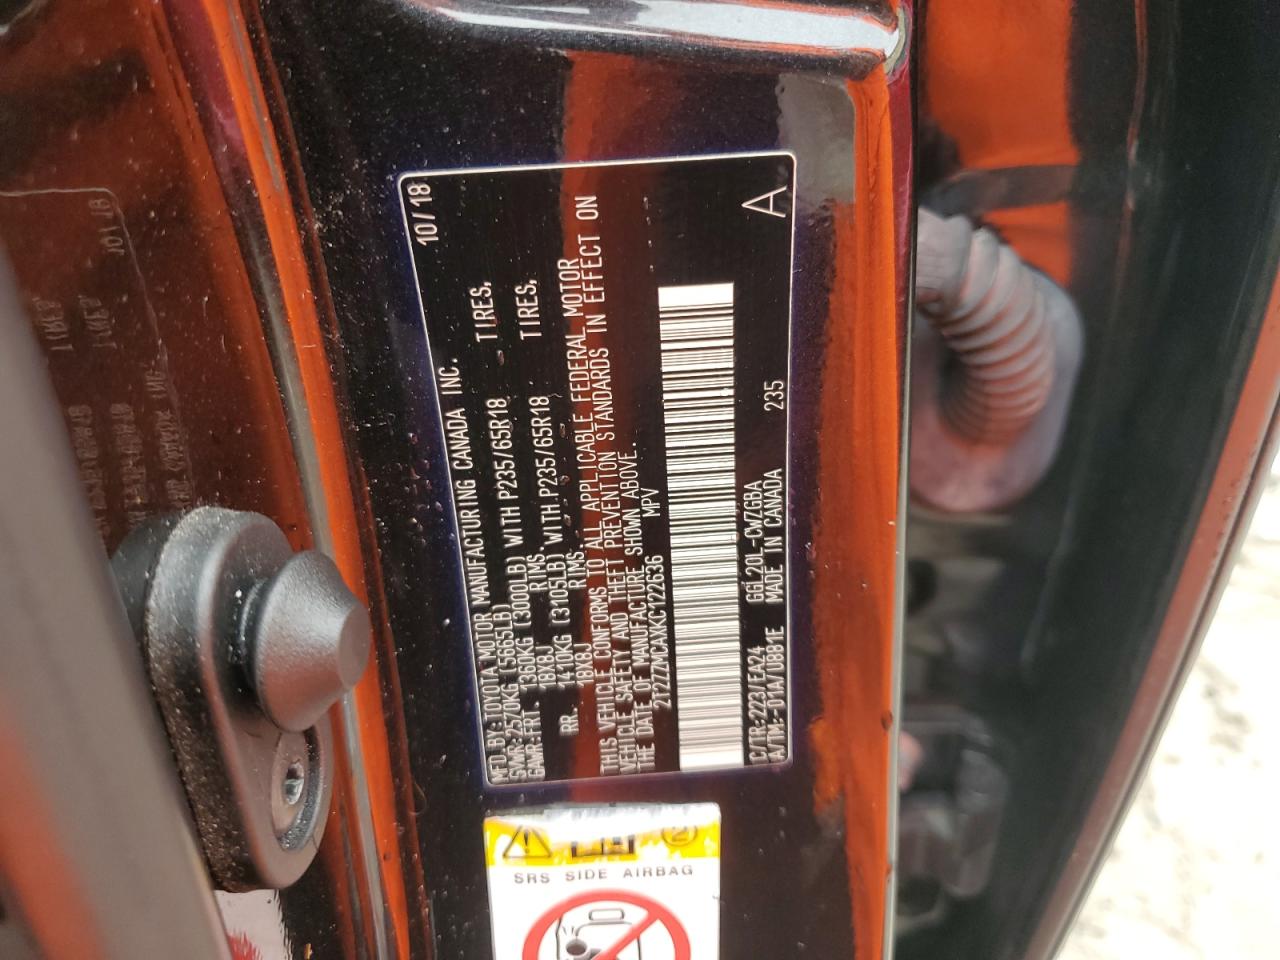 MFD.BY:TOYOTA MOTOR MANUFACTURING CANADA INC. 10/18
GVWR:2570KG (5665LB)
GAWR:FRT. 1360KG (3000LB) WITH P235/65R18 TIRES,
18X8J RIMS.
RR. 1410KG (3105LB) WITH P235/65R18 TIRES,
18X8J RIMS.
THIS VEHICLE CONFORMS TO ALL APPLICABLE FEDERAL MOTOR
VEHICLE SAFETY AND THEFT PREVENTION STANDARDS IN EFFECT ON
THE DATE OF MANUFACTURE SHOWN ABOVE.
2T2ZZMCAXKC122636 MPV
A
C/TR:223/EA24 GGL20L-CWZGBA
A/TM:-01A/U881E MADE IN CANADA 235
SRS SIDE AIRBAG